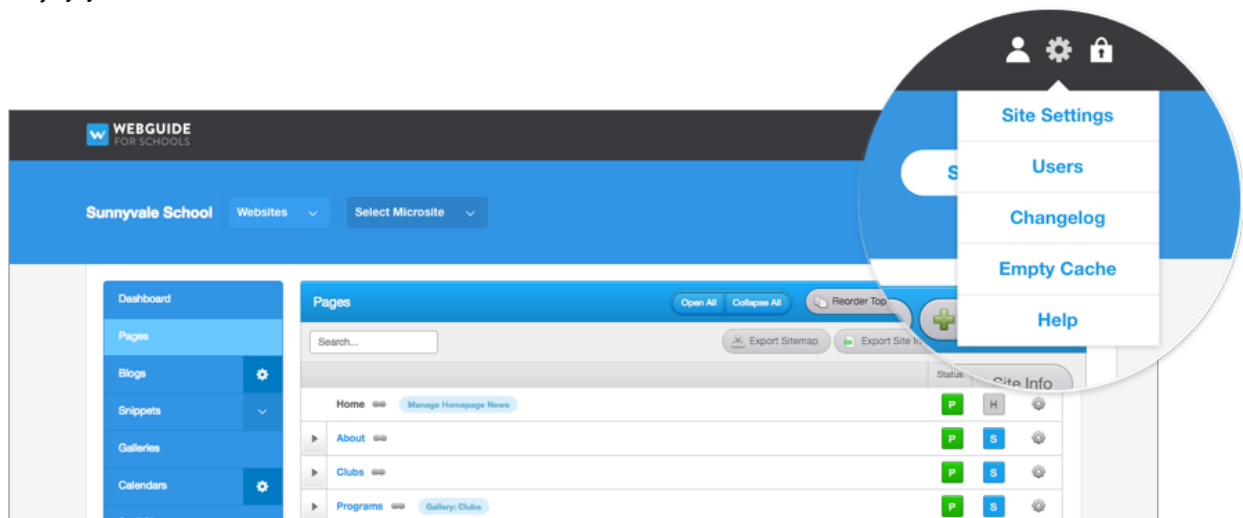 WEBGUIDE
FOR SCHOOLS
Sunnyvale School Websites Select Microsite
Site Settings
Users
Changelog
Empty Cache
Help
Dashboard
Pages
Blogs
Snippets
Galleries
Calendars
Pages Open All Collapse All Reorder Top
Search... Export Sitemap Export Site
Status
Site Info
Home Manage Homepage News P H
About P S
Clubs P S
Programs Gallery: Clubs P S